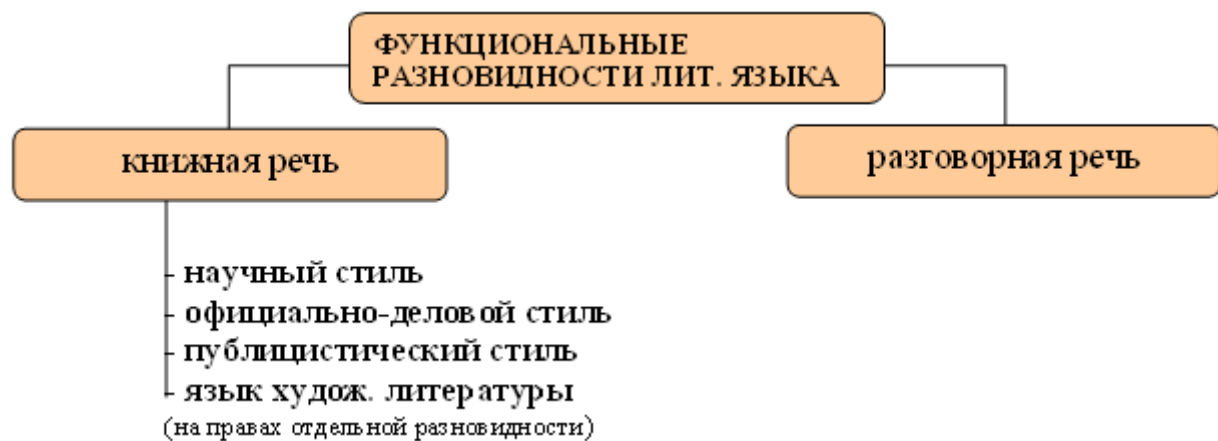 ФУНКЦИОНАЛЬНЫЕ
РАЗНОВИДНОСТИ ЛИТ. ЯЗЫКА
книжная речь
разговорная речь
- научный стиль
- официально-деловой стиль
- публицистический стиль
- язык худож. литературы
(на правах отдельной разновидности)